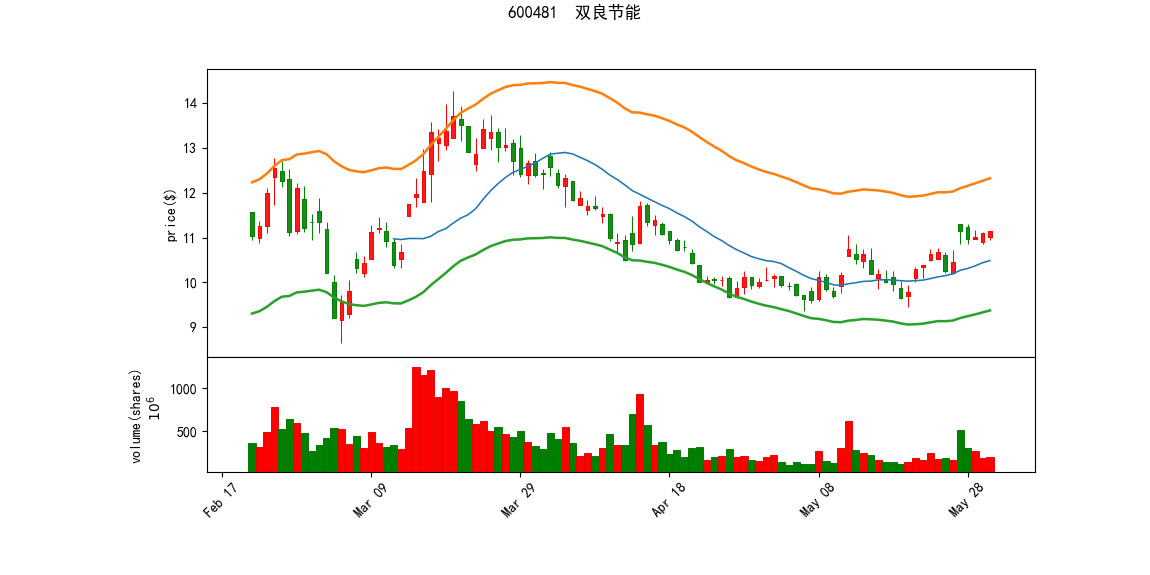 600481  双良节能
price($)
14
13
12
11
10
9
volume(shares)
10^6
1000
500
Feb 17
Mar 09
Mar 29
Apr 18
May 08
May 28